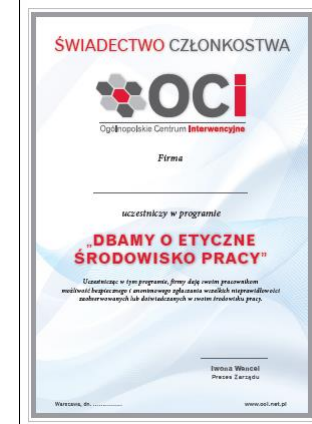 ŚWIADECTWO CZŁONKOSTWA
OCI
Ogólnopolskie Centrum Interwencyjne
Firma
uczestniczy w programie
„DBAMY O ETYCZNE
ŚRODOWISKO PRACY"
Uczestnicząc w tym programie, firmy dają swoim pracownikom
możliwość bezpiecznego i anonimowego zgłaszania wszelkich nieprawidłowości
zaobserwowanych lub doświadczanych w swoim środowisku pracy.
Iwona Wencel
Prezes Zarządu
Warszawa, dn. ................
www.oci.net.pl